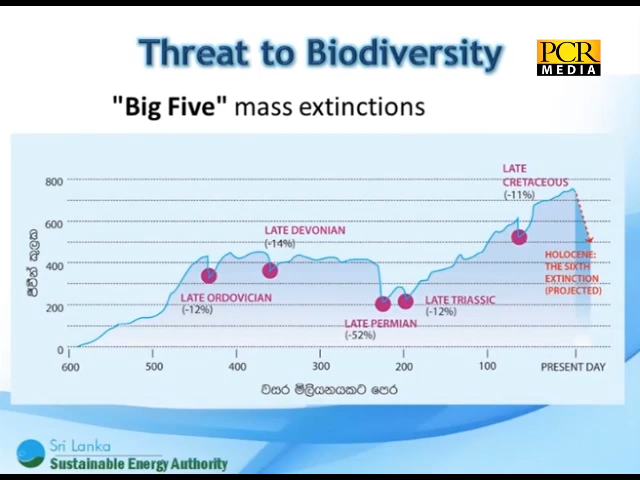 Threat to Biodiversity
PCR
MEDIA
"Big Five" mass extinctions
LATE
CRETACEOUS
(-11%)
LATE DEVONIAN
(-14%)
HOLOCENE:
THE SIXTH
EXTINCTION
(PROJECTED)
LATE ORDOVICIAN
(-12%)
LATE TRIASSIC
(-12%)
LATE PERMIAN
(-52%)
800
600
400
200
0
ජීවීන් කුලක
600 500 400 300 200 100 PRESENT DAY
වසර මිලියනයකට පෙර
Sri Lanka
Sustainable Energy Authority